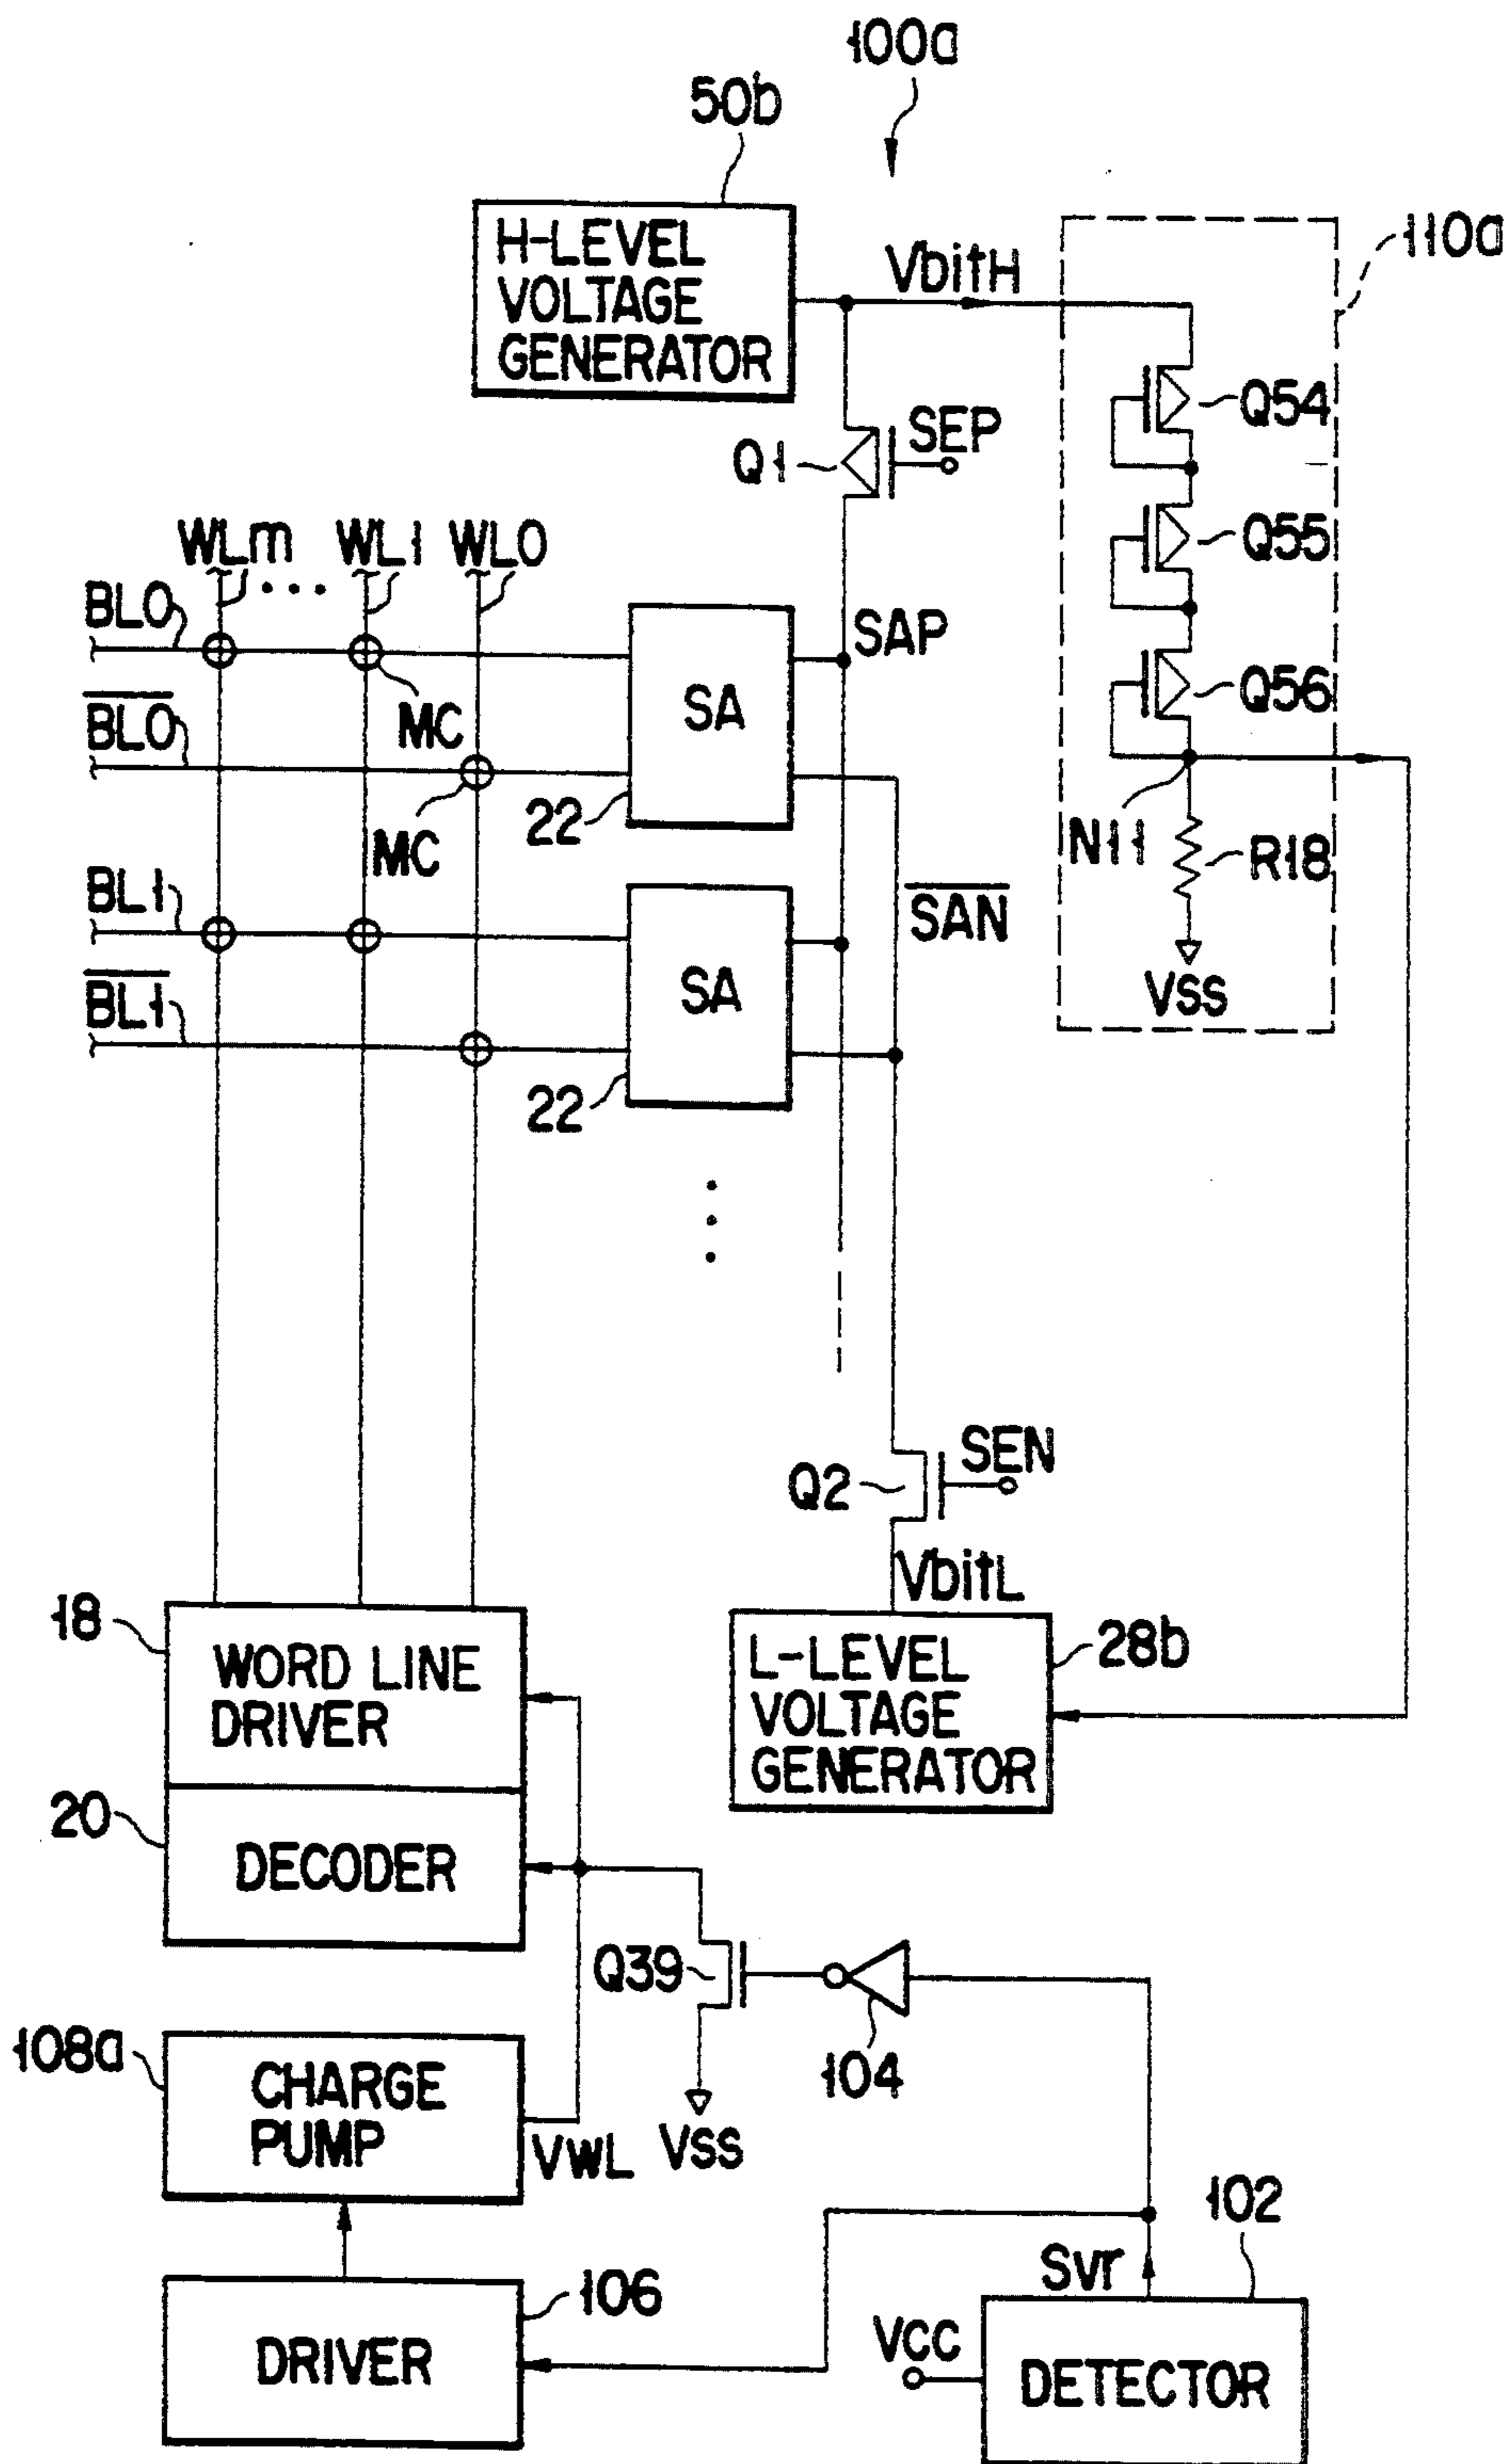 100a
50b
H-LEVEL
VOLTAGE
GENERATOR
VbitH
110a
Q54
Q1
SEP
Q55
WLm ... WL1 WL0
BL0
SA
SAP
Q56
MC
BL0
22
N11
R18
MC
BL1
SA
SAN
VSS
BL1
22
Q2
SEN
VbitL
18
WORD LINE
DRIVER
L-LEVEL
VOLTAGE
GENERATOR
28b
20
DECODER
Q39
104
108a
CHARGE
PUMP
VWL
VSS
102
Svr
106
DRIVER
VCC
DETECTOR